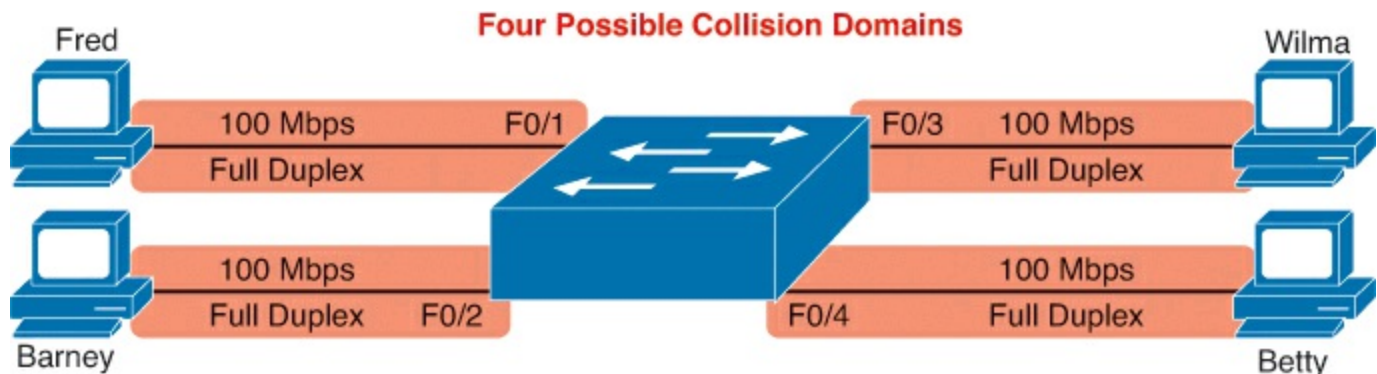 Four Possible Collision Domains
Fred
Wilma
100 Mbps F0/1
Full Duplex
F0/3 100 Mbps
Full Duplex
100 Mbps
Full Duplex F0/2
100 Mbps
F0/4 Full Duplex
Barney
Betty